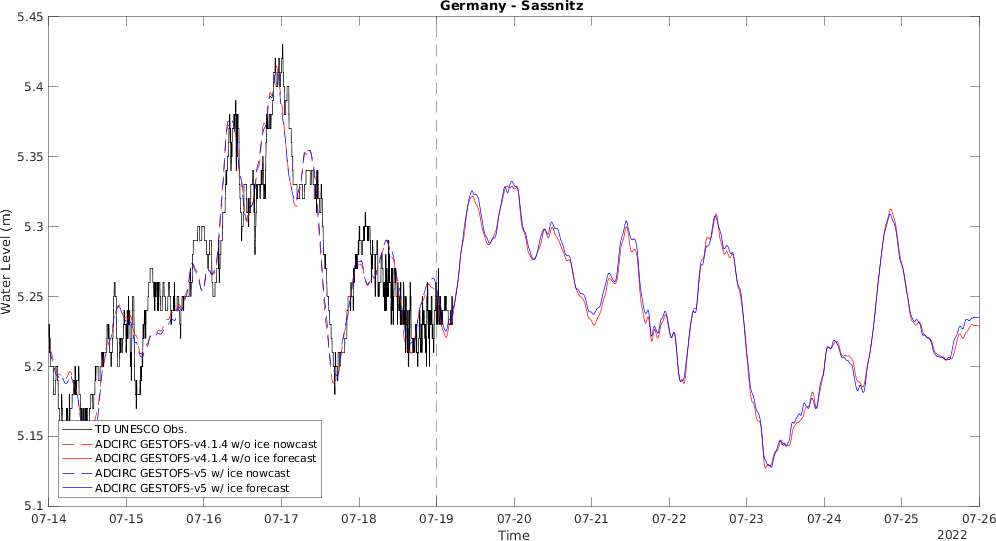 Germany - Sassnitz
5.45
5.4
5.35
5.3
5.25
5.2
5.15
5.1
Water Level (m)
TD UNESCO Obs.
ADCIRC GESTOFS-v4.1.4 w/o ice nowcast
ADCIRC GESTOFS-v4.1.4 w/o ice forecast
ADCIRC GESTOFS-v5 w/ ice nowcast
ADCIRC GESTOFS-v5 w/ ice forecast
07-14 07-15 07-16 07-17 07-18 07-19 07-20 07-21 07-22 07-23 07-24 07-25 07-26
Time
2022